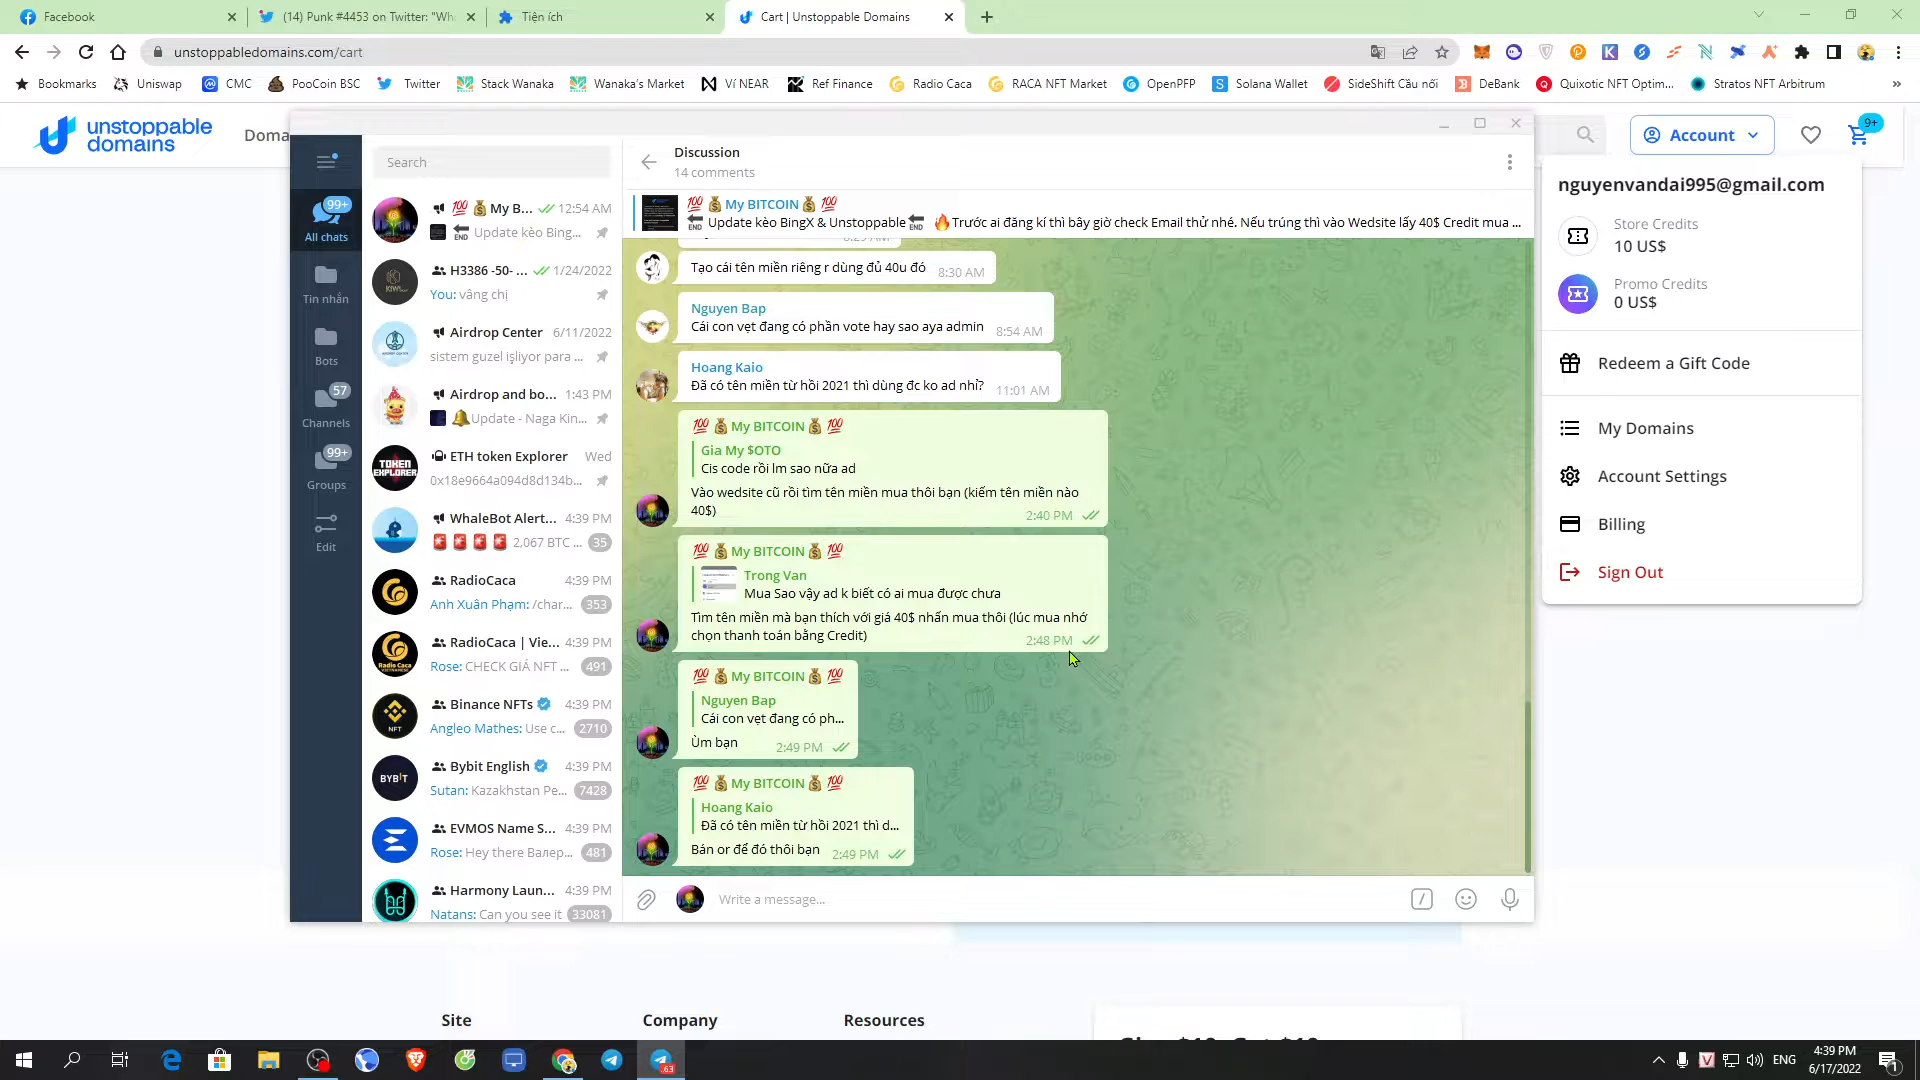 Facebook
(14) Punk #4453 on Twitter: "Wh
Tiện ích
Cart | Unstoppable Domains
unstoppabledomains.com/cart
Bookmarks
Uniswap
CMC
PooCoin BSC
Twitter
Stack Wanaka
Wanaka's Market
Ví NEAR
Ref Finance
Radio Caca
RACA NFT Market
OpenPFP
Solana Wallet
SideShift Cầu nối
DeBank
Quixotic NFT Optim...
Stratos NFT Arbitrum
unstoppable
domains
Doma
Account
9+
nguyenvandai995@gmail.com
Store Credits
10 US$
Promo Credits
0 US$
Redeem a Gift Code
My Domains
Account Settings
Billing
Sign Out
99+
All chats
Tin nhắn
Bots
57
Channels
99+
Groups
Edit
Search
💯 💰 My B... 12:54 AM
🔚 Update kèo Bing...
H3386 -50- ... 1/24/2022
You: vâng chị
Airdrop Center 6/11/2022
sistem guzel işliyor para ...
Airdrop and bo... 1:43 PM
🔔Update - Naga Kin...
ETH token Explorer Wed
0x18e9664a094d8d134b...
WhaleBot Alert... 4:39 PM
🚨 🚨 🚨 🚨 2,067 BTC ... 35
RadioCaca 4:39 PM
Anh Xuân Phạm: /char... 353
RadioCaca | Vie... 4:39 PM
Rose: CHECK GIÁ NFT ... 491
Binance NFTs 4:39 PM
Angleo Mathes: Use c... 2710
Bybit English 4:39 PM
Sutan: Kazakhstan Pe... 7428
EVMOS Name S... 4:39 PM
Rose: Hey there Валер... 481
Harmony Laun... 4:39 PM
Natans: Can you see it 33081
TOKEN
EXPLORER
KIWI
Radio Caca
NFT
BYBIT
Discussion
14 comments
💯 💰 My BITCOIN 💰 💯
🔚 Update kèo BingX & Unstoppable🔚 🔥Trước ai đăng kí thì bây giờ check Email thử nhé. Nếu trúng thì vào Wedsite lấy 40$ Credit mua ...
8:29 AM
Tạo cái tên miền riêng r dùng đủ 40u đó 8:30 AM
Nguyen Bap
Cái con vẹt đang có phần vote hay sao aya admin 8:54 AM
Hoang Kaio
Đã có tên miền từ hồi 2021 thì dùng đc ko ad nhỉ? 11:01 AM
💯 💰 My BITCOIN 💰 💯
Gia My $OTO
Cis code rồi lm sao nữa ad
Vào wedsite cũ rồi tìm tên miền mua thôi bạn (kiếm tên miền nào
40$) 2:40 PM
💯 💰 My BITCOIN 💰 💯
Trong Van
Mua Sao vậy ad k biết có ai mua được chưa
Tìm tên miền mà bạn thích với giá 40$ nhấn mua thôi (lúc mua nhớ
chọn thanh toán bằng Credit) 2:48 PM
💯 💰 My BITCOIN 💰 💯
Nguyen Bap
Cái con vẹt đang có ph...
Ùm bạn 2:49 PM
💯 💰 My BITCOIN 💰 💯
Hoang Kaio
Đã có tên miền từ hồi 2021 thì d...
Bán or để đó thôi bạn 2:49 PM
Write a message...
Site
Company
Resources
63
ENG
4:39 PM
6/17/2022
1